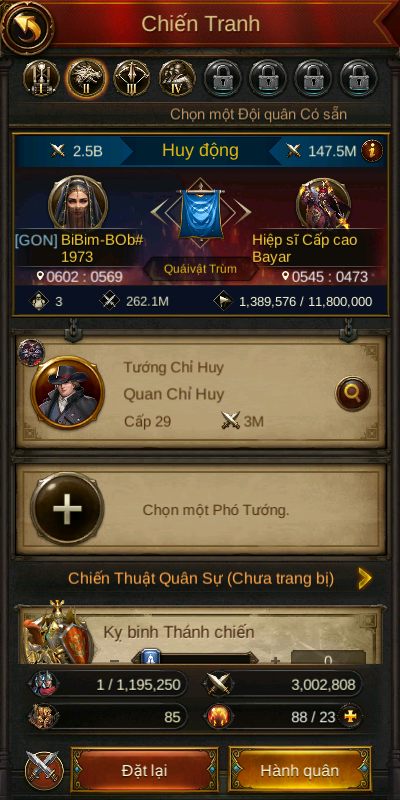 Chiến Tranh
I II III IV
Chọn một Đội quân Có sẵn
2.5B Huy động 147.5M
[GON] BiBim-BOb#
1973
Hiệp sĩ Cấp cao
Bayar
0602 : 0569 Quáivật Trùm 0545 : 0473
3 262.1M 1,389,576 / 11,800,000
Tướng Chỉ Huy
Quan Chỉ Huy
Cấp 29 3M
Chọn một Phó Tướng.
Chiến Thuật Quân Sự (Chưa trang bị)
Kỵ binh Thánh chiến
0
1 / 1,195,250 3,002,808
85 88 / 23
Đặt lại Hành quân